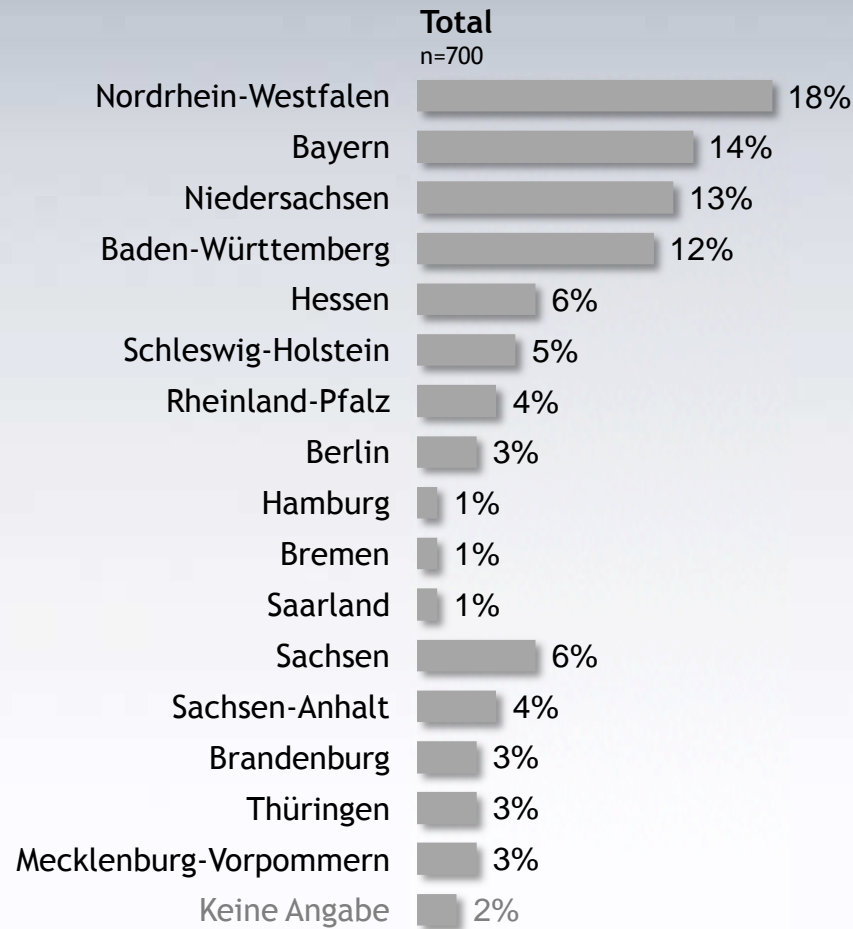 Total
n=700
Nordrhein-Westfalen 18%
Bayern 14%
Niedersachsen 13%
Baden-Württemberg 12%
Hessen 6%
Schleswig-Holstein 5%
Rheinland-Pfalz 4%
Berlin 3%
Hamburg 1%
Bremen 1%
Saarland 1%
Sachsen 6%
Sachsen-Anhalt 4%
Brandenburg 3%
Thüringen 3%
Mecklenburg-Vorpommern 3%
Keine Angabe 2%